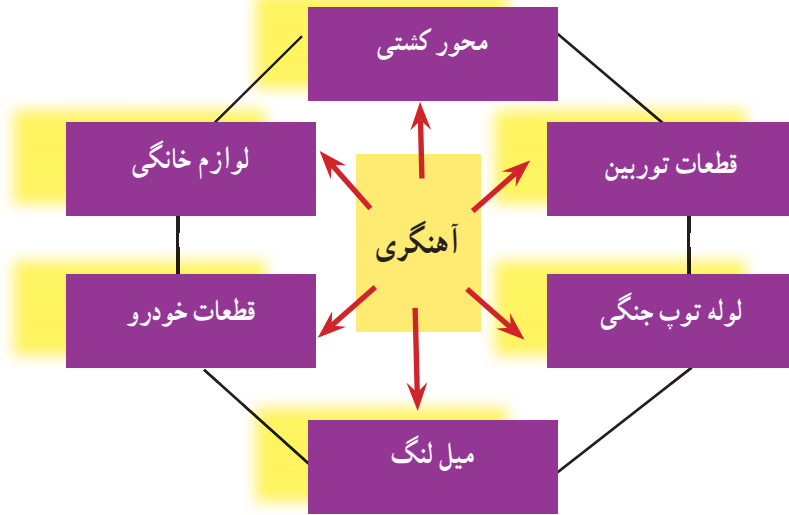 محور کشتی
قطعات توربین
لوازم خانگی
آهنگری
لوله توپ جنگی
قطعات خودرو
میل لنگ